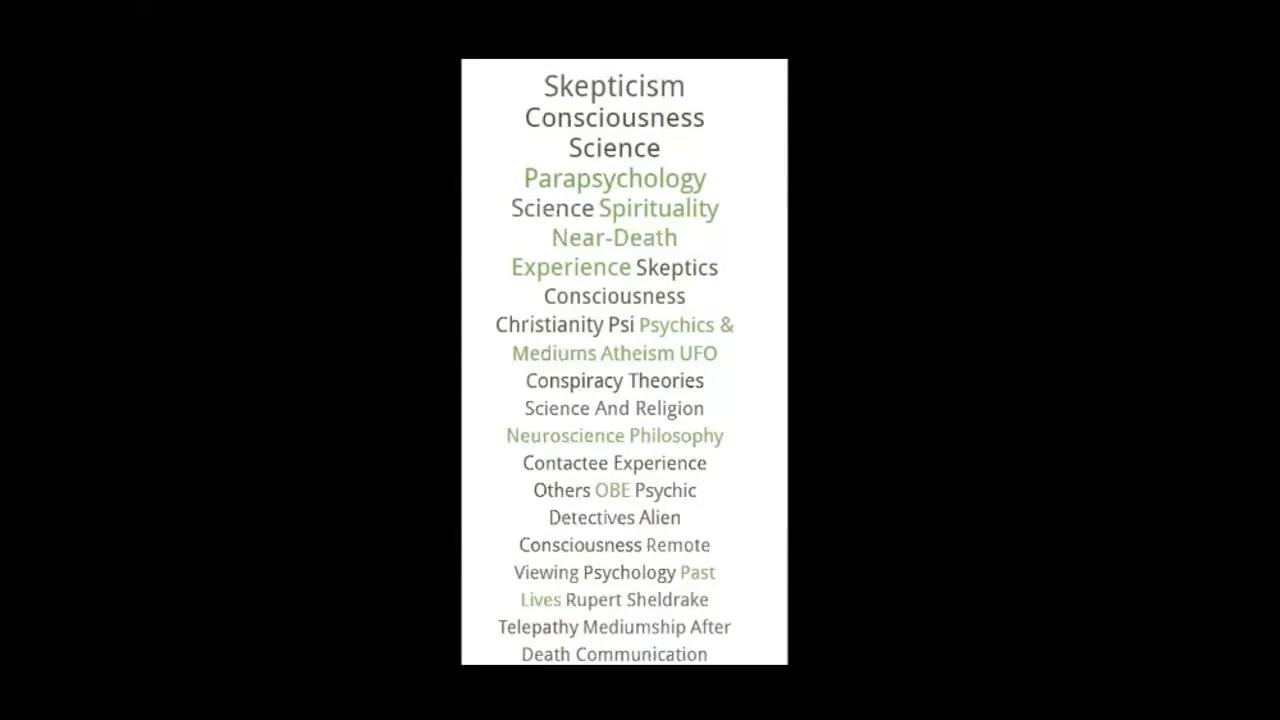 Skepticism
Consciousness
Science
Parapsychology
Science Spirituality
Near-Death
Experience Skeptics
Consciousness
Christianity Psi Psychics &
Mediums Atheism UFO
Conspiracy Theories
Science And Religion
Neuroscience Philosophy
Contactee Experience
Others OBE Psychic
Detectives Alien
Consciousness Remote
Viewing Psychology Past
Lives Rupert Sheldrake
Telepathy Mediumship After
Death Communication